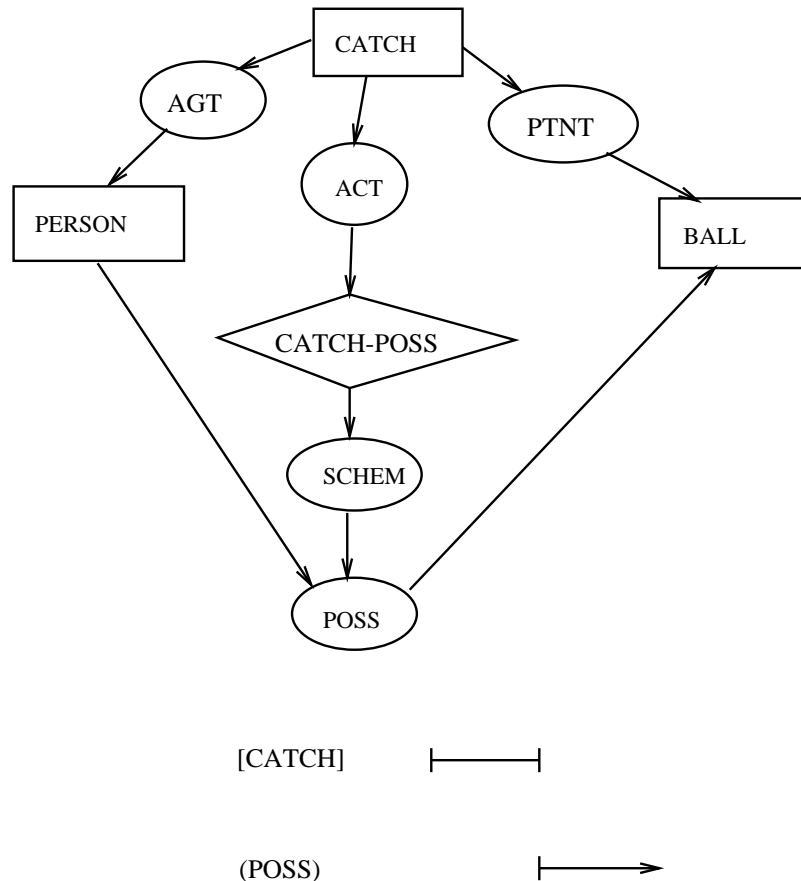 CATCH
AGT
PTNT
ACT
PERSON
BALL
CATCH-POSS
SCHEM
POSS
[CATCH]
(POSS)